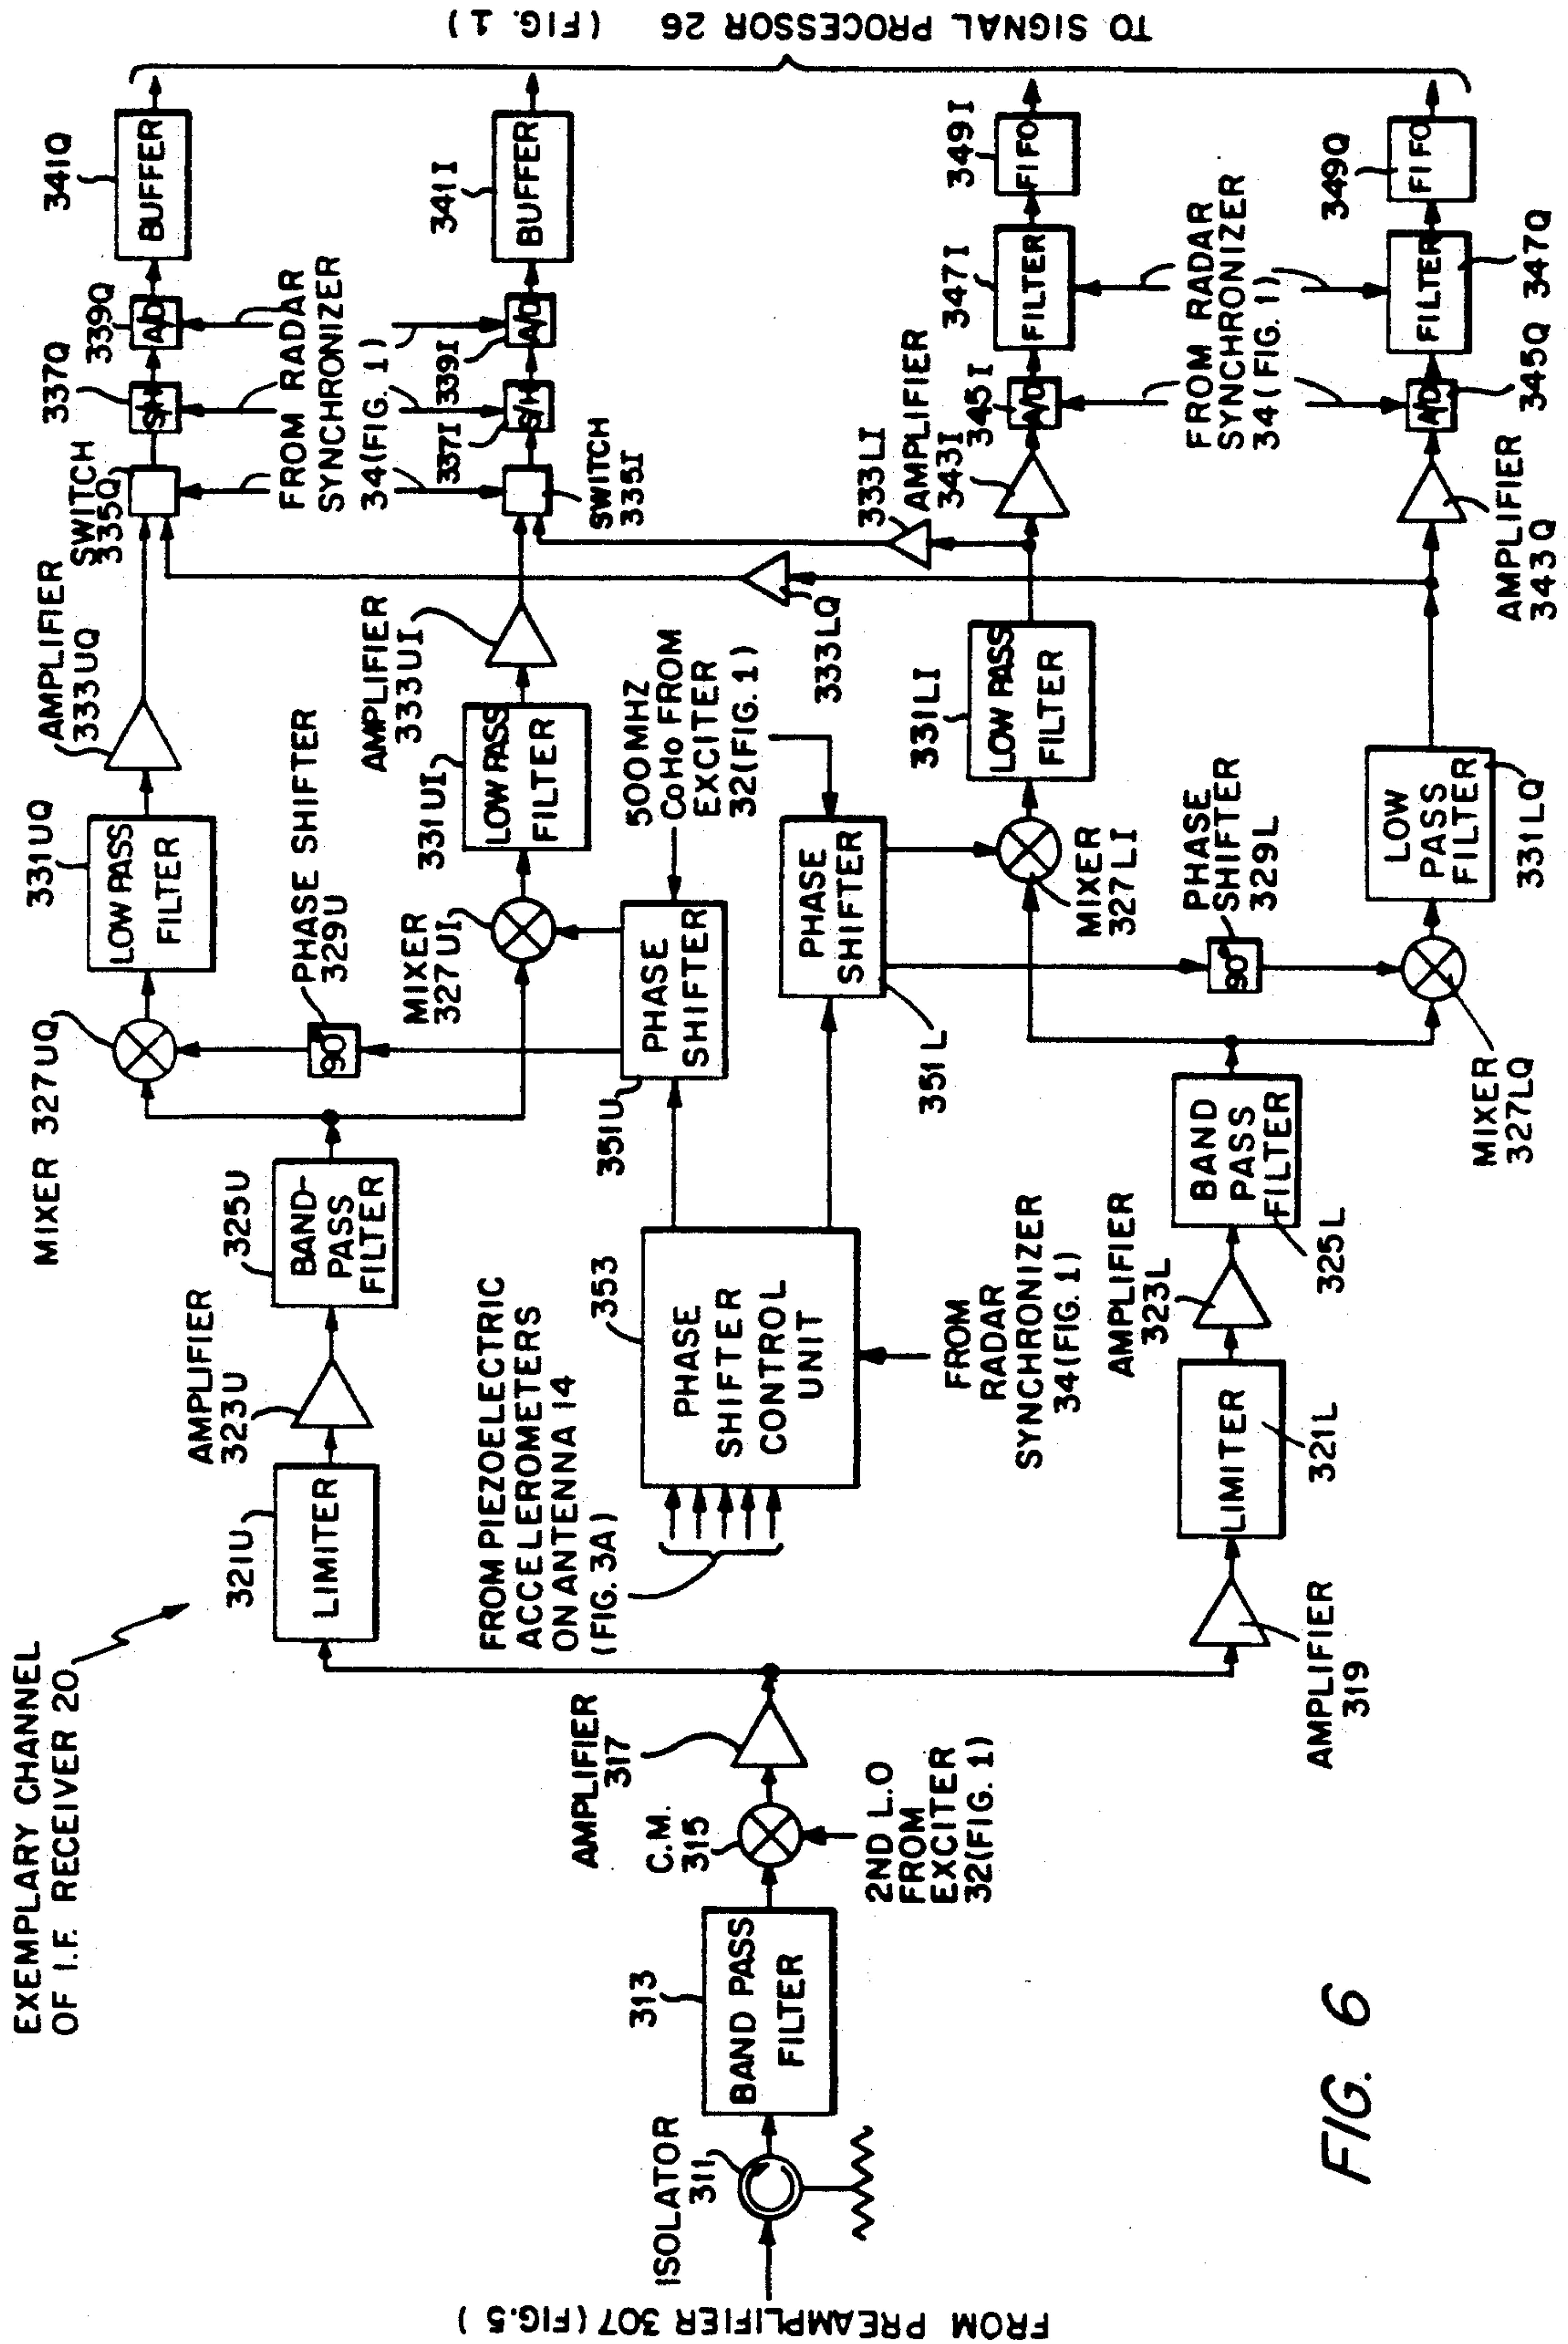 EXEMPLARY CHANNEL
OF I.F. RECEIVER 20
FROM PREAMPLIFIER 307 (FIG.5)
ISOLATOR
311
313
BAND PASS
FILTER
C.M.
315
2ND L.O
FROM
EXCITER
32(FIG. 1)
AMPLIFIER
317
AMPLIFIER
319
321U
LIMITER
AMPLIFIER
323U
325U
BAND-
PASS
FILTER
MIXER 327UQ
PHASE SHIFTER
329U
90°
331UQ
LOW PASS
FILTER
AMPLIFIER
333UQ
SWITCH
335Q
337Q
S/H
339Q
A/D
341Q
BUFFER
MIXER
327UI
331UI
LOW PASS
FILTER
AMPLIFIER
333UI
SWITCH
335I
337I
S/H
339I
A/D
341I
BUFFER
FROM RADAR
SYNCHRONIZER
34(FIG. 1)
FROM PIEZOELECTRIC
ACCELEROMETERS
ON ANTENNA 14
(FIG. 3A)
353
PHASE
SHIFTER
CONTROL
UNIT
FROM
RADAR
SYNCHRONIZER
34(FIG. 1)
351U
PHASE
SHIFTER
500MHZ
CoHo FROM
EXCITER
32(FIG. 1)
PHASE
SHIFTER
351L
333LQ
333LI
321L
LIMITER
AMPLIFIER
323L
325L
BAND
PASS
FILTER
MIXER
327LI
331LI
LOW PASS
FILTER
AMPLIFIER
343I
345I
A/D
347I
FILTER
349I
FIFO
PHASE
SHIFTER
329L
90°
MIXER
327LQ
LOW
PASS
FILTER
331LQ
AMPLIFIER
343Q
A/D
345Q
FILTER
347Q
349Q
FIFO
FROM RADAR
SYNCHRONIZER
34(FIG. 1)
TO SIGNAL PROCESSOR 26 (FIG. 1)
FIG. 6